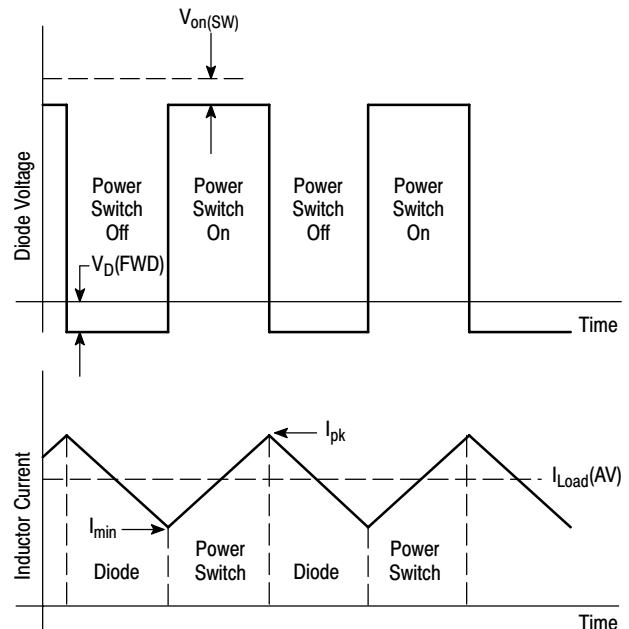 Von(SW)
Diode Voltage
Power
Switch
Off
Power
Switch
On
Power
Switch
Off
Power
Switch
On
VD(FWD)
Time
Inductor Current
Ipk
ILoad(AV)
Imin
Diode
Power
Switch
Diode
Power
Switch
Time